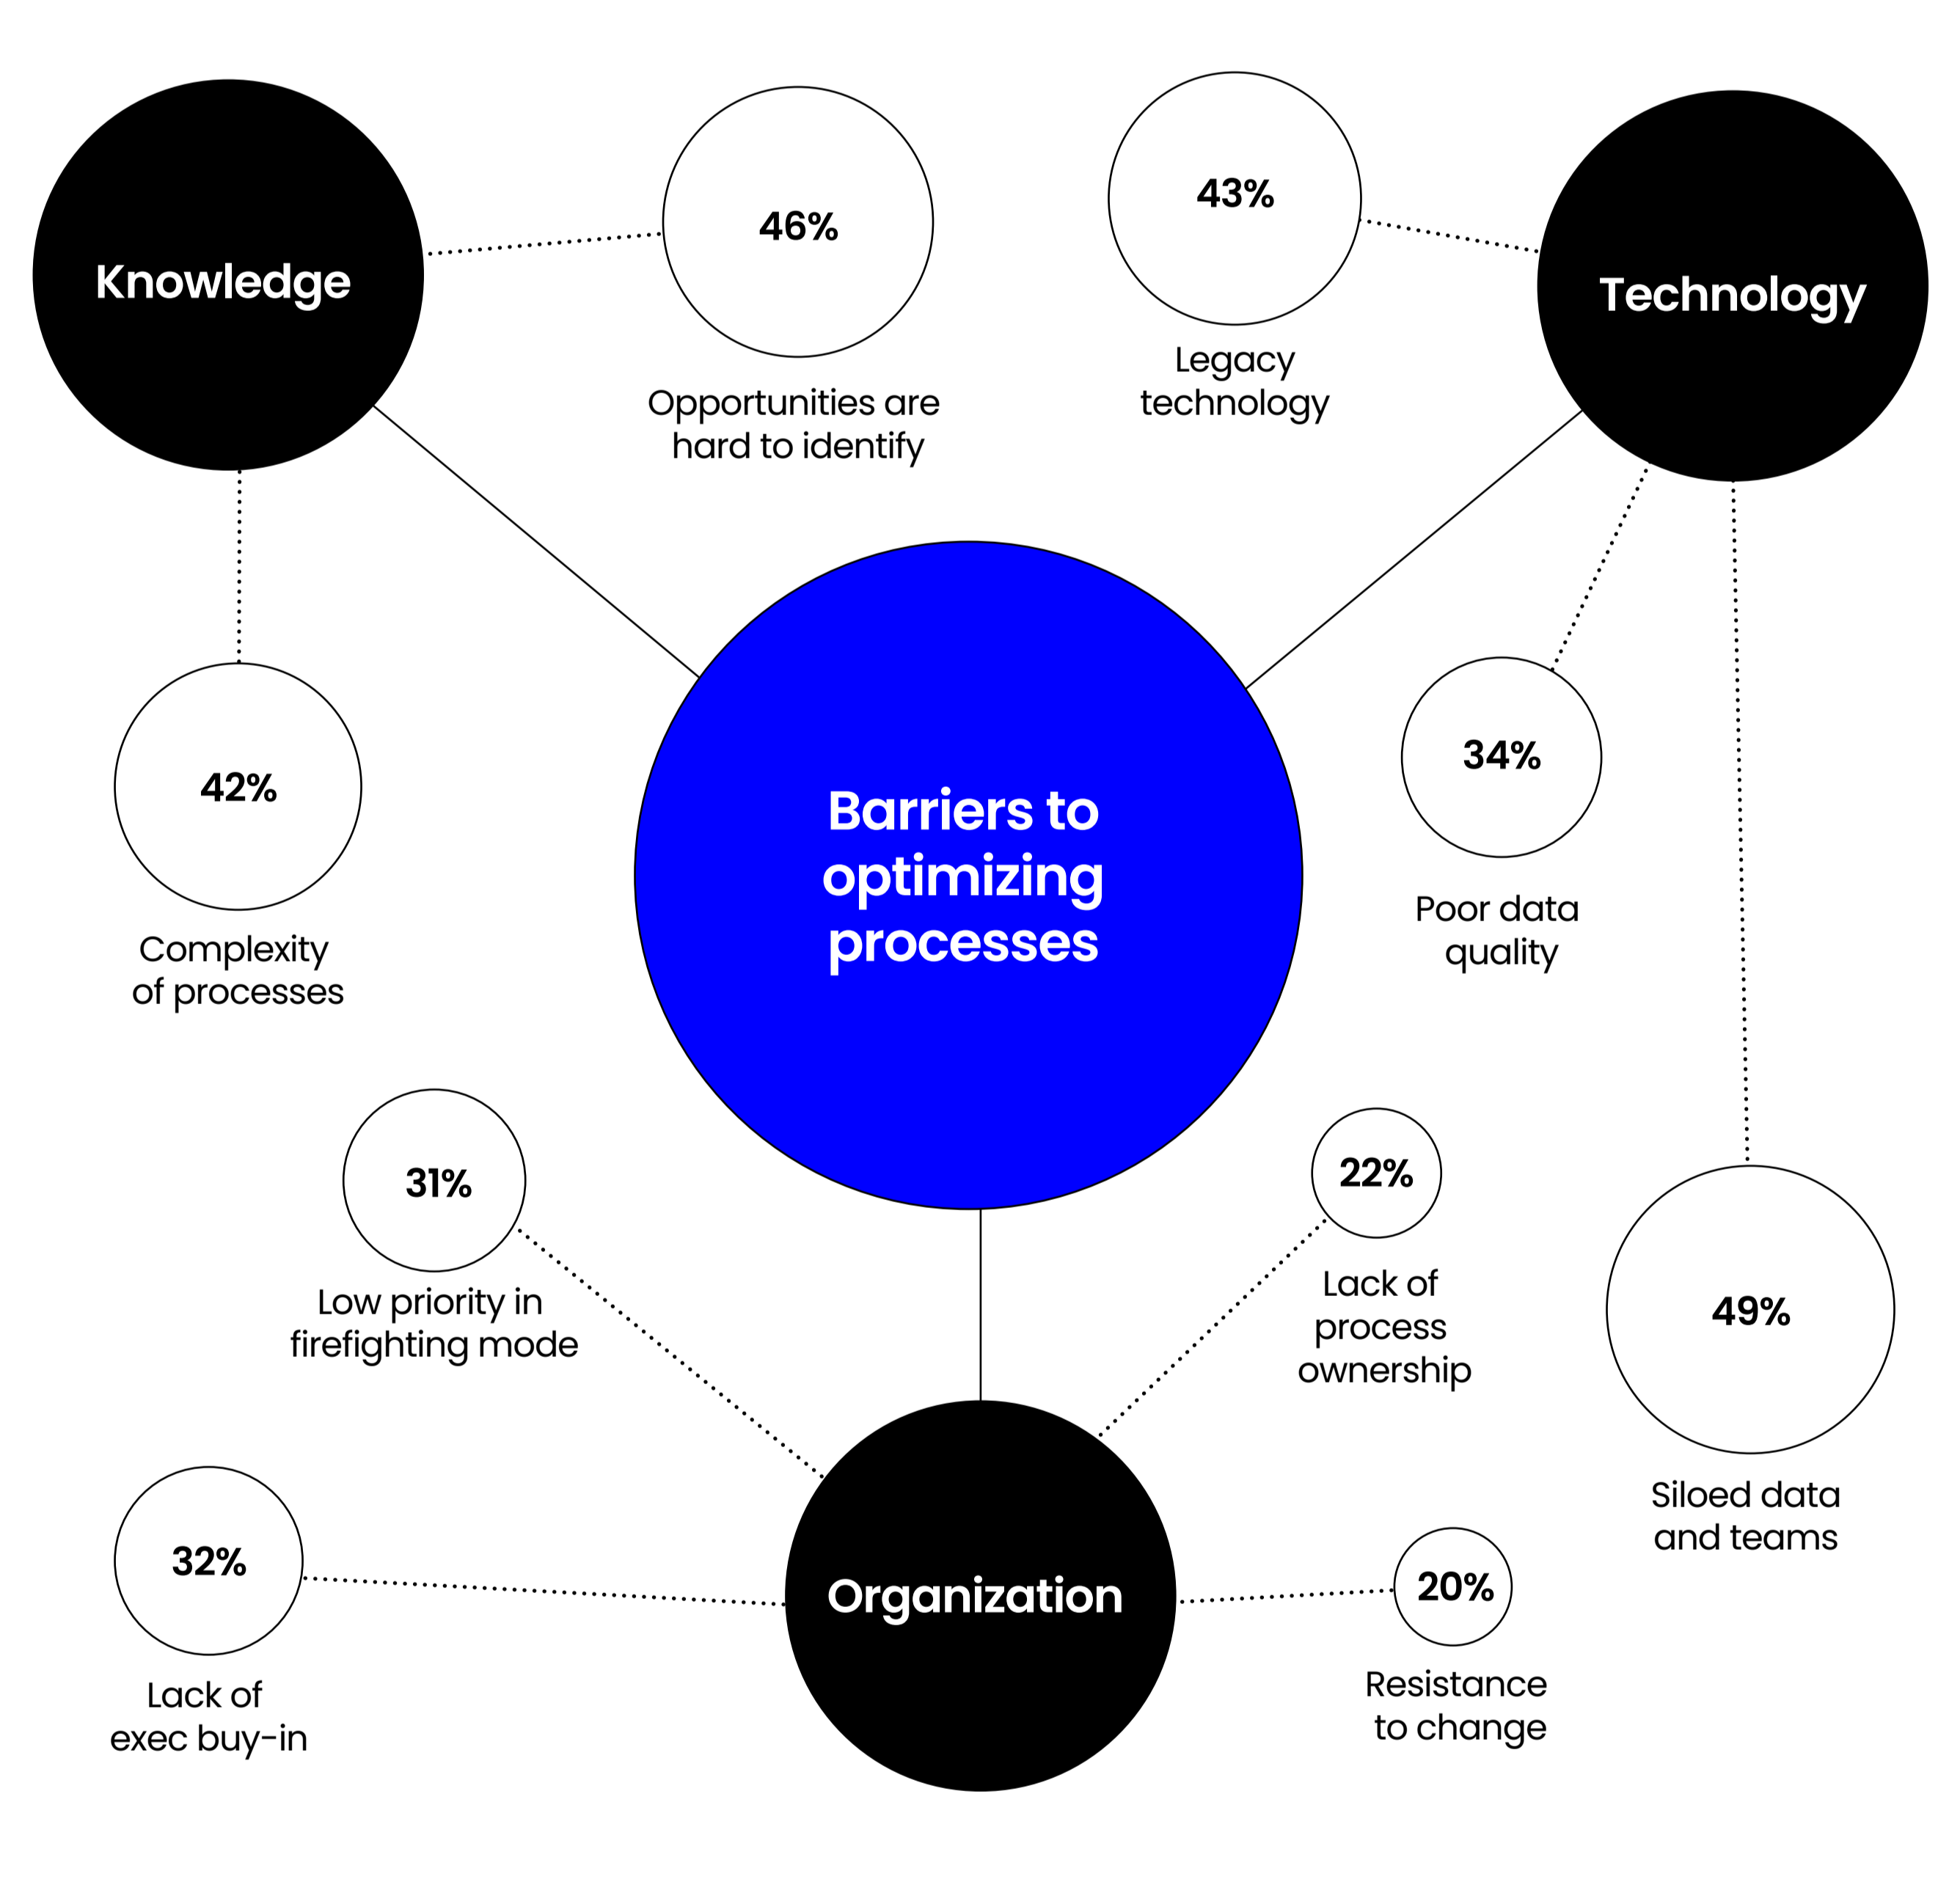 Knowledge
46%
Opportunities are
hard to identify
43%
Legacy
technology
Technology
42%
Complexity
of processes
Barriers to
optimizing
processes
34%
Poor data
quality
31%
Low priority in
firefighting mode
22%
Lack of
process
ownership
49%
Siloed data
and teams
32%
Lack of
exec buy-in
Organization
20%
Resistance
to change